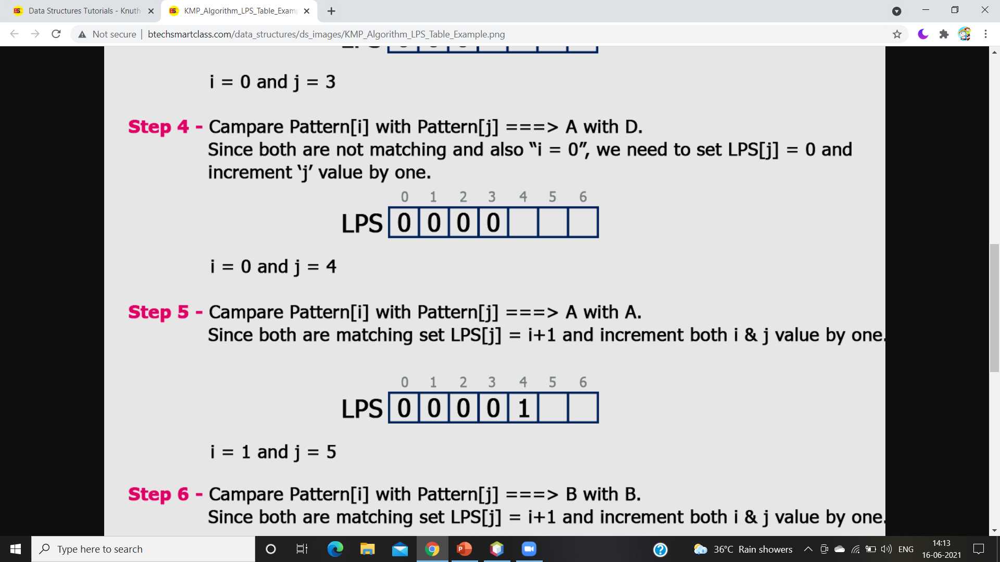 Data Structures Tutorials - Knuth-
KMP_Algorithm_LPS_Table_Exam
Not secure
btechsmartclass.com/data_structures/ds_images/KMP_Algorithm_LPS_Table_Example.png
i = 0 and j = 3
Step 4 - Campare Pattern[i] with Pattern[j] ===> A with D.
Since both are not matching and also “i = 0”, we need to set LPS[j] = 0 and
increment ‘j’ value by one.
0 1 2 3 4 5 6
LPS 0 0 0 0
i = 0 and j = 4
Step 5 - Campare Pattern[i] with Pattern[j] ===> A with A.
Since both are matching set LPS[j] = i+1 and increment both i & j value by one.
0 1 2 3 4 5 6
LPS 0 0 0 0 1
i = 1 and j = 5
Step 6 - Campare Pattern[i] with Pattern[j] ===> B with B.
Since both are matching set LPS[j] = i+1 and increment both i & j value by one.
Type here to search
36°C Rain showers
ENG
14:13
16-06-2021